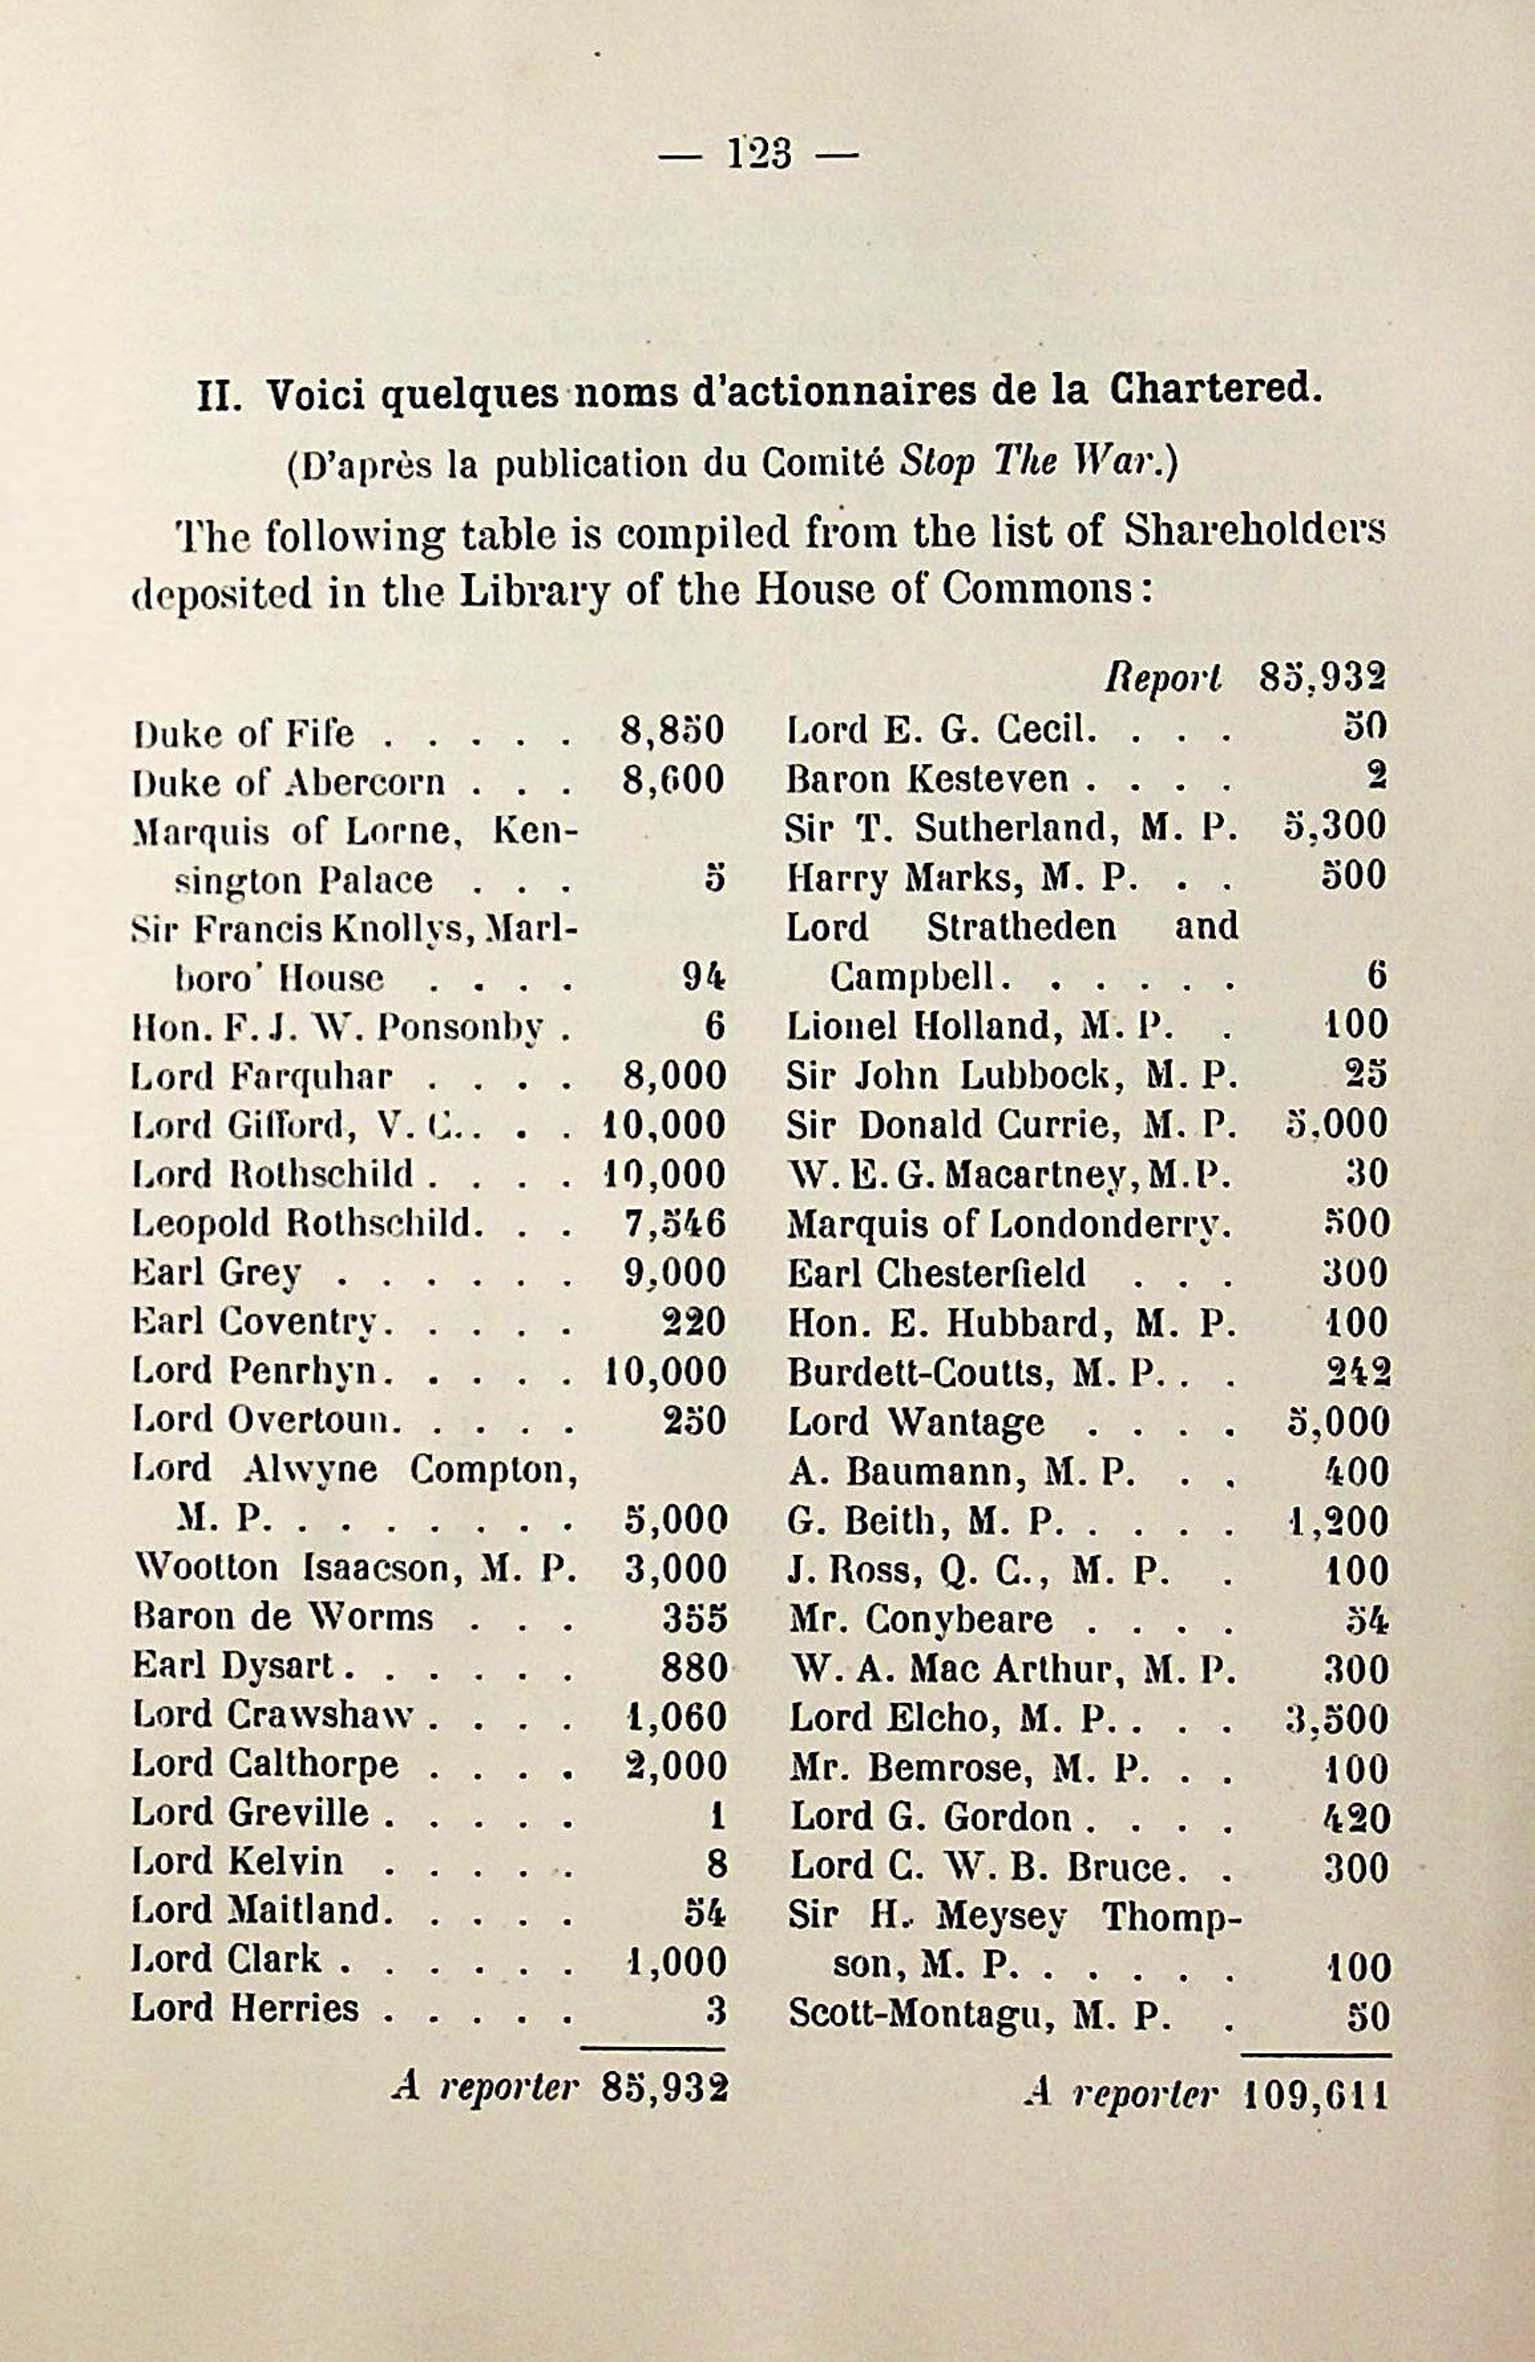 — 123 —
II. Voici quelques noms d'actionnaires de la Chartered.
(D'après la publication du Comité Stop The War.)
The following table is compiled from the list of Shareholders
deposited in the Library of the House of Commons:
Duke of Fife . . . . . 8,850
Duke of Abercorn . . . 8,600
Marquis of Lorne, Ken-
sington Palace . . . 5
Sir Francis Knollys, Marl-
boro' House . . . . 94
Hon. F. J. W. Ponsonby . 6
Lord Farquhar . . . . 8,000
Lord Gifford, V. C. . . . 10,000
Lord Rothschild . . . . 10,000
Leopold Rothschild. . . 7,546
Earl Grey . . . . . . 9,000
Earl Coventry. . . . . 220
Lord Penrhyn. . . . . 10,000
Lord Overtoun. . . . . 250
Lord Alwyne Compton,
M. P. . . . . . . . 5,000
Wootton Isaacson, M. P. 3,000
Baron de Worms . . . 355
Earl Dysart. . . . . . 880
Lord Crawshaw . . . . 1,060
Lord Calthorpe . . . . 2,000
Lord Greville . . . . . 1
Lord Kelvin . . . . . 8
Lord Maitland. . . . . 54
Lord Clark . . . . . . 1,000
Lord Herries . . . . . 3
A reporter 85,932
Report 85,932
Lord E. G. Cecil. . . . 50
Baron Kesteven . . . . 2
Sir T. Sutherland, M. P. 5,300
Harry Marks, M. P. . . 500
Lord Stratheden and
Campbell. . . . . . 6
Lionel Holland, M. P. . 100
Sir John Lubbock, M. P. 25
Sir Donald Currie, M. P. 5,000
W. E. G. Macartney, M. P. 30
Marquis of Londonderry. 500
Earl Chesterfield . . . 300
Hon. E. Hubbard, M. P. 100
Burdett-Coutts, M. P. . . 242
Lord Wantage . . . . 5,000
A. Baumann, M. P. . . 400
G. Beith, M. P. . . . . 1,200
J. Ross, Q. C., M. P. . 100
Mr. Conybeare . . . . 54
W. A. Mac Arthur, M. P. 300
Lord Elcho, M. P. . . . 3,500
Mr. Bemrose, M. P. . . 100
Lord G. Gordon . . . . 420
Lord C. W. B. Bruce. . 300
Sir H. Meysey Thomp-
son, M. P. . . . . . 100
Scott-Montagu, M. P. . 50
A reporter 109,611